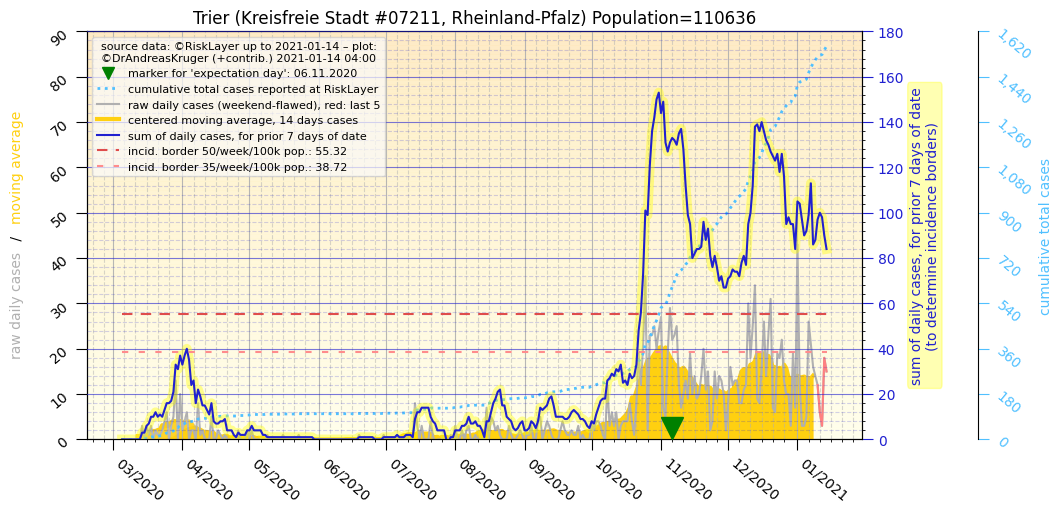 Trier (Kreisfreie Stadt #07211, Rheinland-Pfalz) Population=110636
source data: ©RiskLayer up to 2021-01-14 – plot:
©DrAndreasKruger (+contrib.) 2021-01-14 04:00
marker for 'expectation day': 06.11.2020
cumulative total cases reported at RiskLayer
raw daily cases (weekend-flawed), red: last 5
centered moving average, 14 days cases
sum of daily cases, for prior 7 days of date
incid. border 50/week/100k pop.: 55.32
incid. border 35/week/100k pop.: 38.72
raw daily cases / moving average
90
80
70
60
50
40
30
20
10
0
03/2020
04/2020
05/2020
06/2020
07/2020
08/2020
09/2020
10/2020
11/2020
12/2020
01/2021
180
160
140
120
100
80
60
40
20
0
sum of daily cases, for prior 7 days of date
(to determine incidence borders)
1,620
1,440
1,260
1,080
900
720
540
360
180
0
cumulative total cases